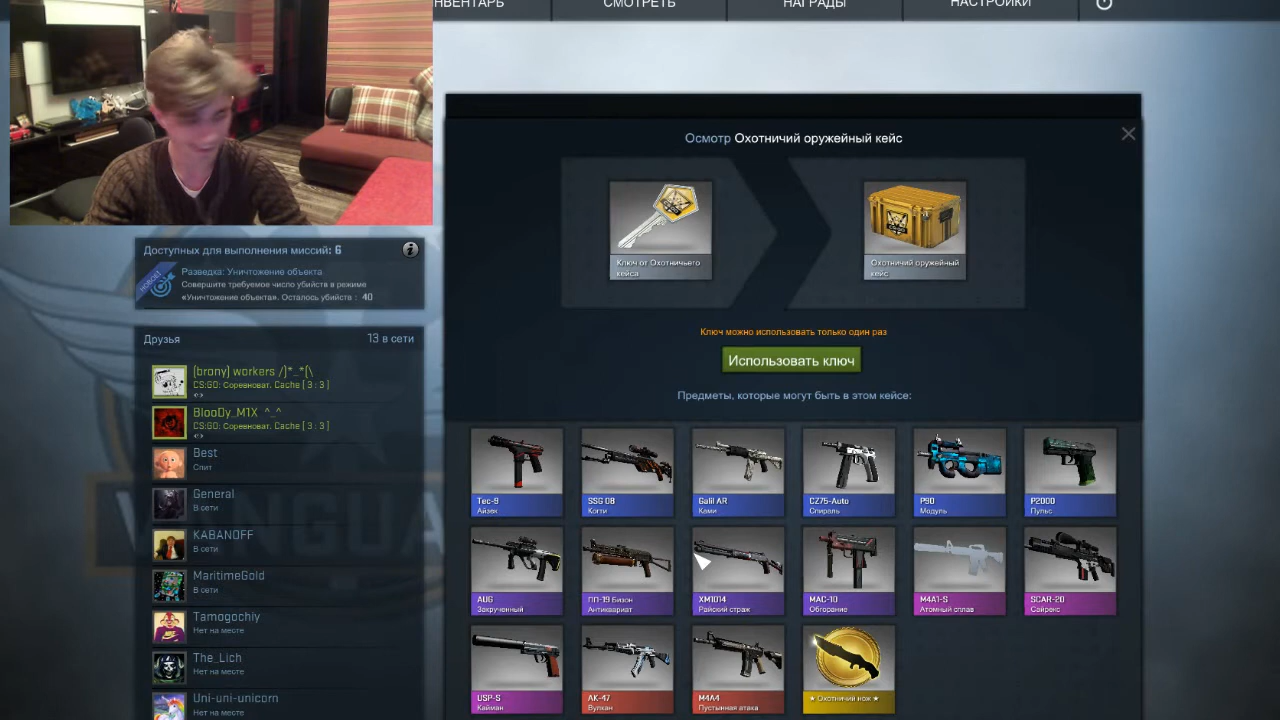 НВЕНТАРЬ
СМОТРЕТЬ
НАГРАДЫ
НАСТРОЙКИ
Осмотр Охотничий оружейный кейс
Ключ от Охотничьего
кейса
Охотничий оружейный
кейс
Ключ можно использовать только один раз
Использовать ключ
Предметы, которые могут быть в этом кейсе:
Tec-9
Айзек
SSG 08
Когти
Galil AR
Ками
CZ75-Auto
Спираль
P90
Модуль
P2000
Пульс
AUG
Закрученный
ПП-19 Бизон
Антиквариат
XM1014
Райский страж
MAC-10
Обгорание
M4A1-S
Атомный сплав
SCAR-20
Сайрекс
USP-S
Кайман
AK-47
Вулкан
M4A4
Пустынная атака
★ Охотничий нож ★
Доступных для выполнения миссий: 6
НОВОЕ!
Разведка: Уничтожение объекта
Совершите требуемое число убийств в режиме
«Уничтожение объекта». Осталось убийств : 40
Друзья
13 в сети
(brony) workers /)*_*(\
CS:GO: Соревноват. Cache [ 3 : 3 ]
BlooDy_M1X ^_^
CS:GO: Соревноват. Cache [ 3 : 3 ]
Best
Спит
General
В сети
KABANOFF
В сети
MaritimeGold
В сети
Tamogochiy
Нет на месте
The_Lich
Нет на месте
Uni-uni-unicorn
Нет на месте
VANGUA